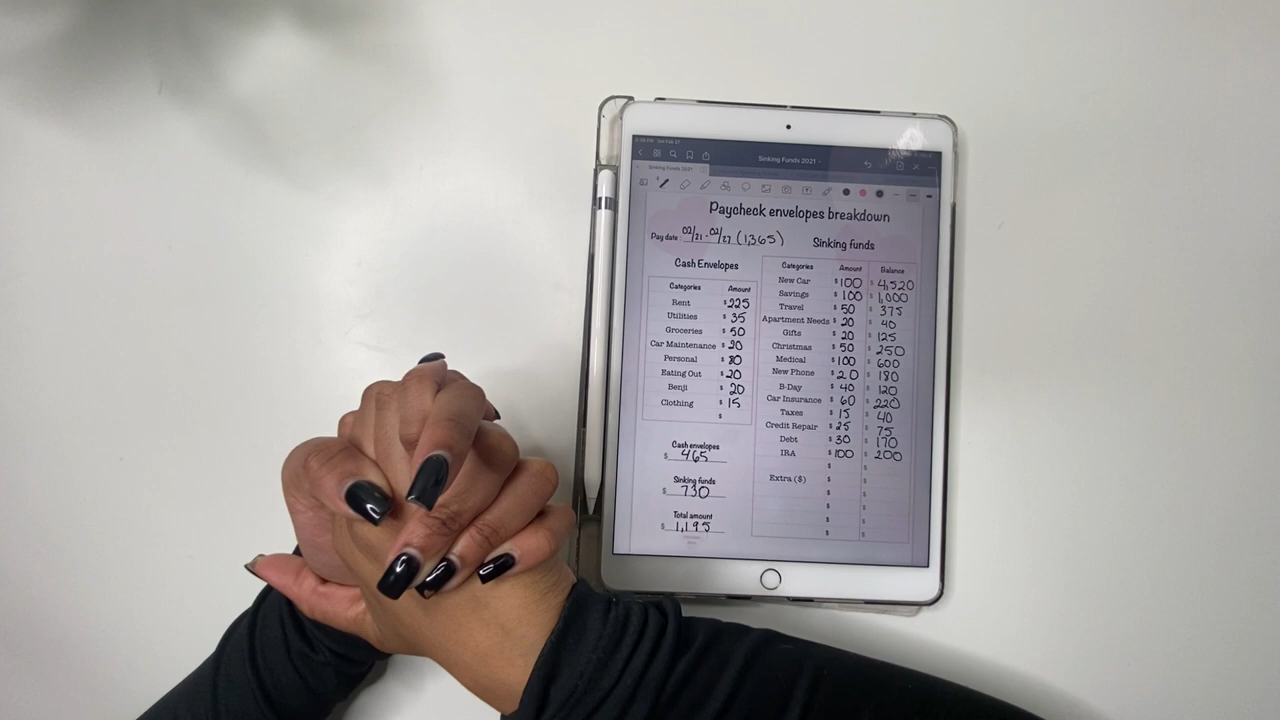 Sinking Funds 2021
Sinking Funds 2021
Paycheck envelopes breakdown
Pay date: 02/21 - 02/27 (1,365)
Sinking funds
Cash Envelopes
Categories Amount
Rent $225
Utilities $ 35
Groceries $ 50
Car Maintenance $ 20
Personal $ 80
Eating Out $ 20
Benji $ 20
Clothing $ 15
$
Cash envelopes
$ 465
Sinking funds
$ 730
Total amount
$ 1,195
Categories Amount Balance
New Car $ 100 $ 4,520
Savings $ 100 $ 1,000
Travel $ 50 $ 375
Apartment Needs $ 20 $ 40
Gifts $ 20 $ 125
Christmas $ 50 $ 250
Medical $ 100 $ 600
New Phone $ 20 $ 180
B-Day $ 40 $ 120
Car Insurance $ 60 $ 220
Taxes $ 15 $ 40
Credit Repair $ 25 $ 75
Debt $ 30 $ 170
IRA $ 100 $ 200
$ $
Extra ($) $ $
$ $
$ $
$ $
$ $